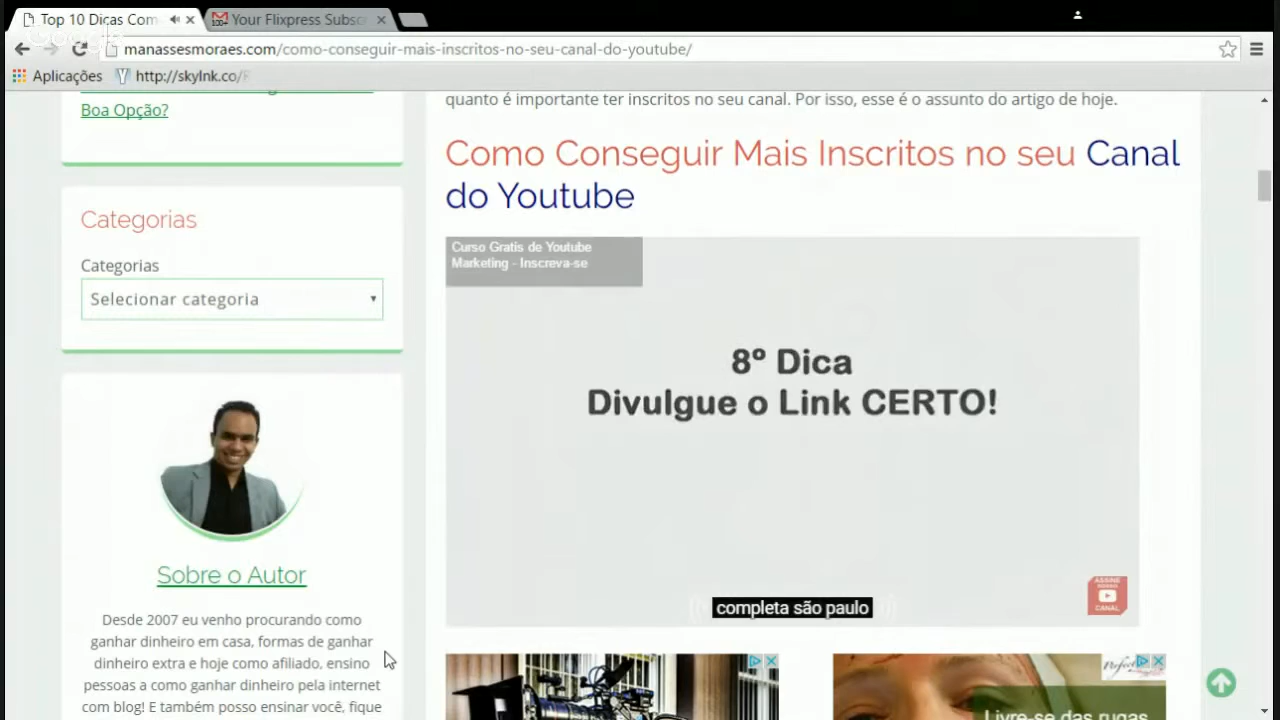 Top 10 Dicas Com
Your Flixpress Subsc
Google
manassesmoraes.com/como-conseguir-mais-inscritos-no-seu-canal-do-youtube/
Aplicações
http://skylnk.co/
Boa Opção?
quanto é importante ter inscritos no seu canal. Por isso, esse é o assunto do artigo de hoje.
Como Conseguir Mais Inscritos no seu Canal
do Youtube
Categorias
Categorias
Selecionar categoria
Curso Gratis de Youtube
Marketing - Inscreva-se
8º Dica
Divulgue o Link CERTO!
ASSINE
CANAL
completa são paulo
Sobre o Autor
Desde 2007 eu venho procurando como
ganhar dinheiro em casa, formas de ganhar
dinheiro extra e hoje como afiliado, ensino
pessoas a como ganhar dinheiro pela internet
com blog! E também posso ensinar você, fique
Livre-se das rugas